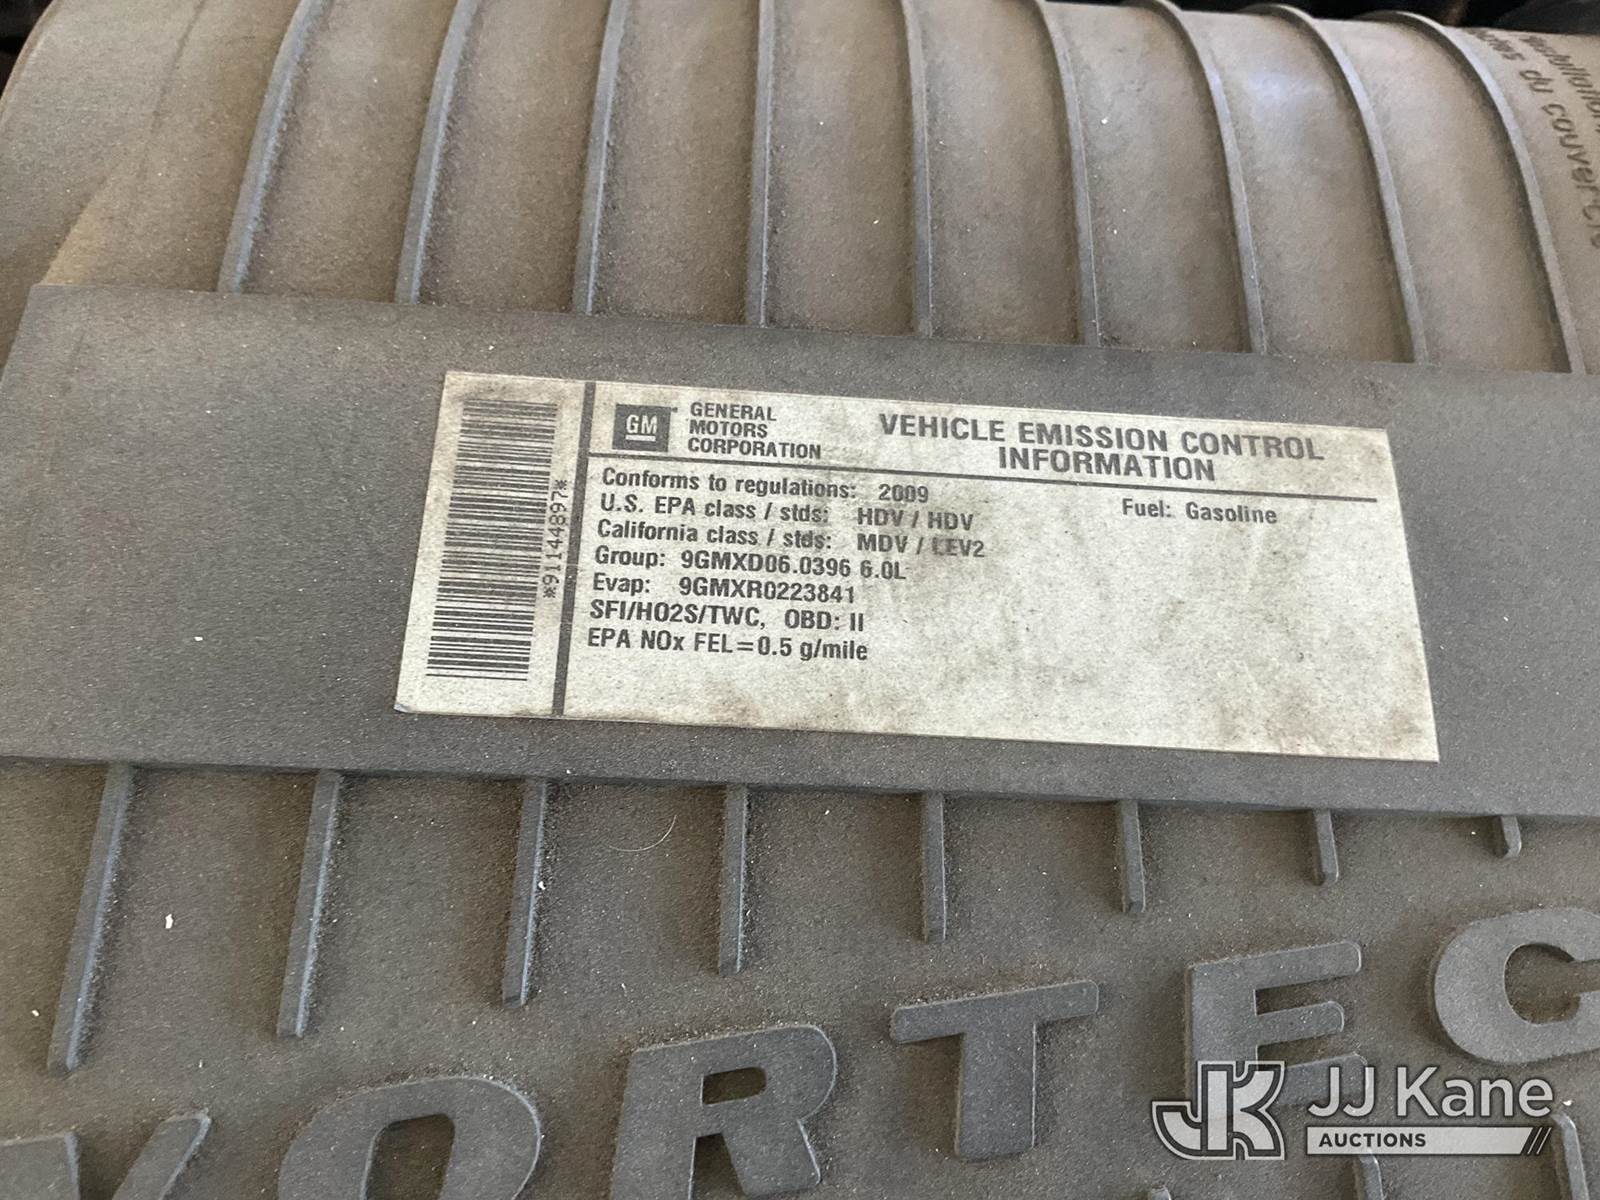 GM
GENERAL
MOTORS
CORPORATION
VEHICLE EMISSION CONTROL
INFORMATION
Conforms to regulations: 2009
Fuel: Gasoline
U.S. EPA class / stds: HDV / HDV
California class / stds: MDV / LEV2
Group: 9GMXD06.0396 6.0L
Evap: 9GMXR0223841
SFI/HO2S/TWC, OBD: II
EPA NOx FEL=0.5 g/mile
*91144897*
VORTEC
JK JJ Kane
AUCTIONS